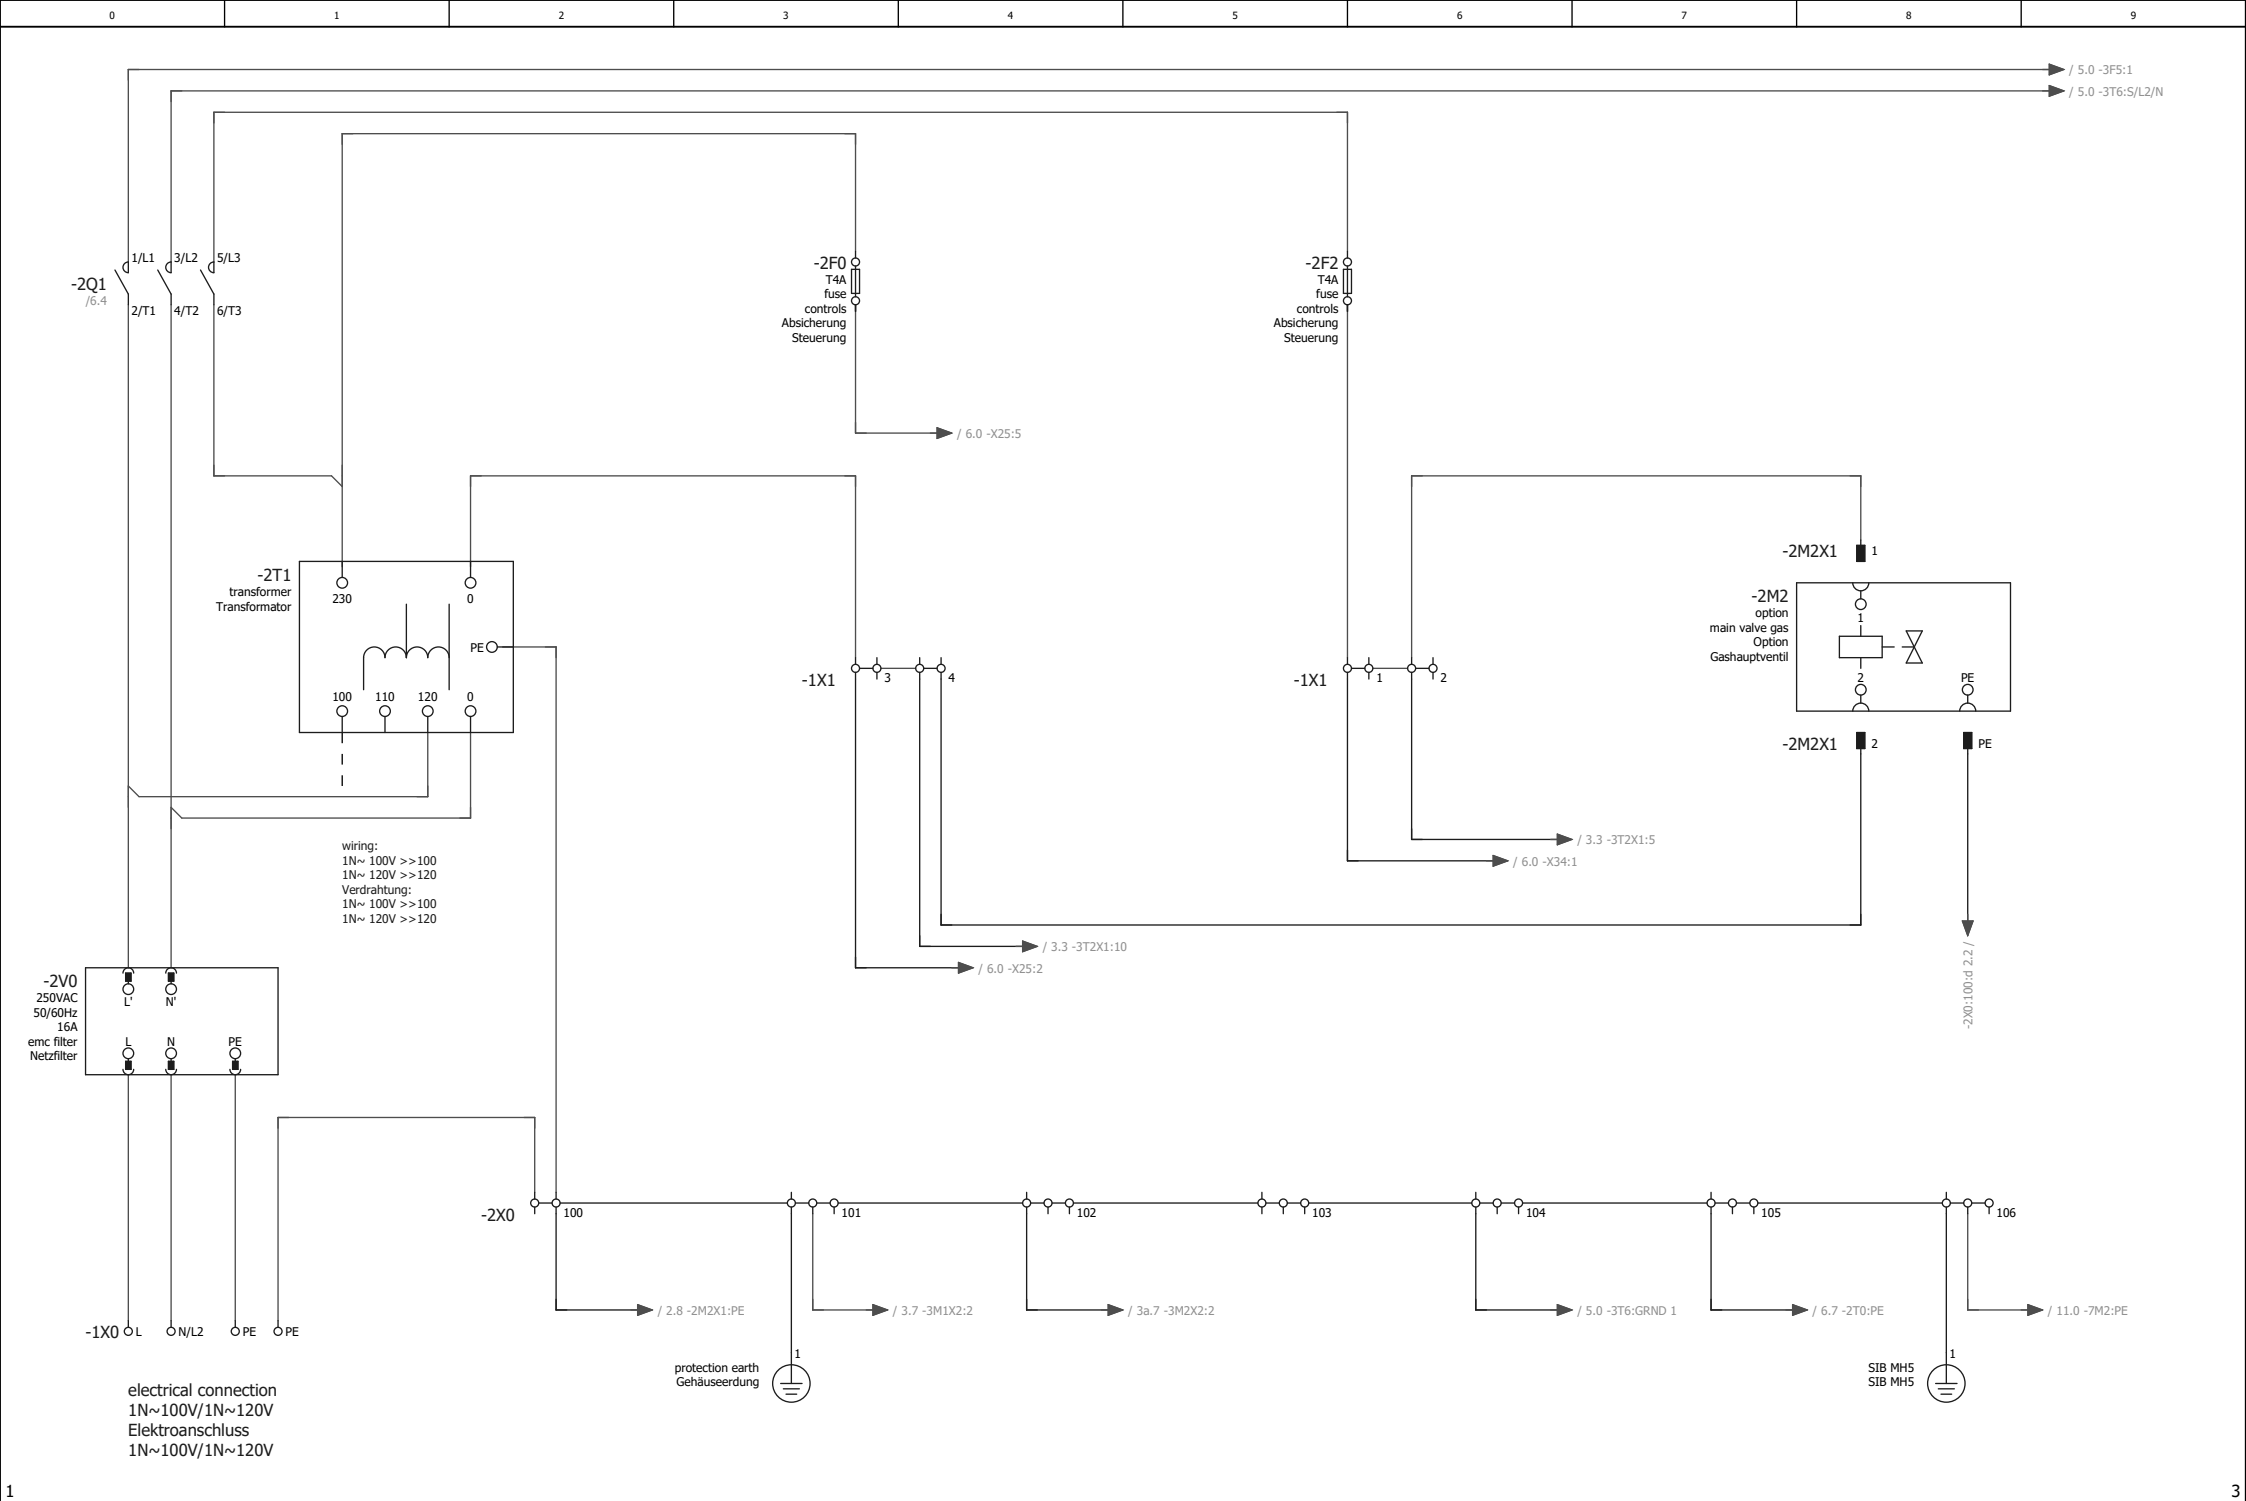 0 1 2 3 4 5 6 7 8 9
/ 5.0 -3F5:1
/ 5.0 -3T6:S/L2/N
-2Q1
/6.4
1/L1 3/L2 5/L3
2/T1 4/T2 6/T3
-2F0
T4A
fuse
controls
Absicherung
Steuerung
-2F2
T4A
fuse
controls
Absicherung
Steuerung
/ 6.0 -X25:5
-2T1
transformer
Transformator
230 0
PE
100 110 120 0
-1X1
3 4
-1X1
1 2
-2M2X1 1
-2M2
option
main valve gas
Option
Gashauptventil
1
2
PE
-2M2X1 2 PE
/ 3.3 -3T2X1:5
/ 6.0 -X34:1
/ 3.3 -3T2X1:10
/ 6.0 -X25:2
-2X0:100:d 2.2 /
wiring:
1N~ 100V >>100
1N~ 120V >>120
Verdrahtung:
1N~ 100V >>100
1N~ 120V >>120
-2V0
250VAC
50/60Hz
16A
emc filter
Netzfilter
L' N'
L N PE
-2X0
100 101 102 103 104 105 106
/ 2.8 -2M2X1:PE
/ 3.7 -3M1X2:2
/ 3a.7 -3M2X2:2
/ 5.0 -3T6:GRND 1
/ 6.7 -2T0:PE
/ 11.0 -7M2:PE
-1X0 L N/L2 PE PE
protection earth
Gehäuseerdung
1
SIB MH5
SIB MH5
1
electrical connection
1N~100V/1N~120V
Elektroanschluss
1N~100V/1N~120V
1
3